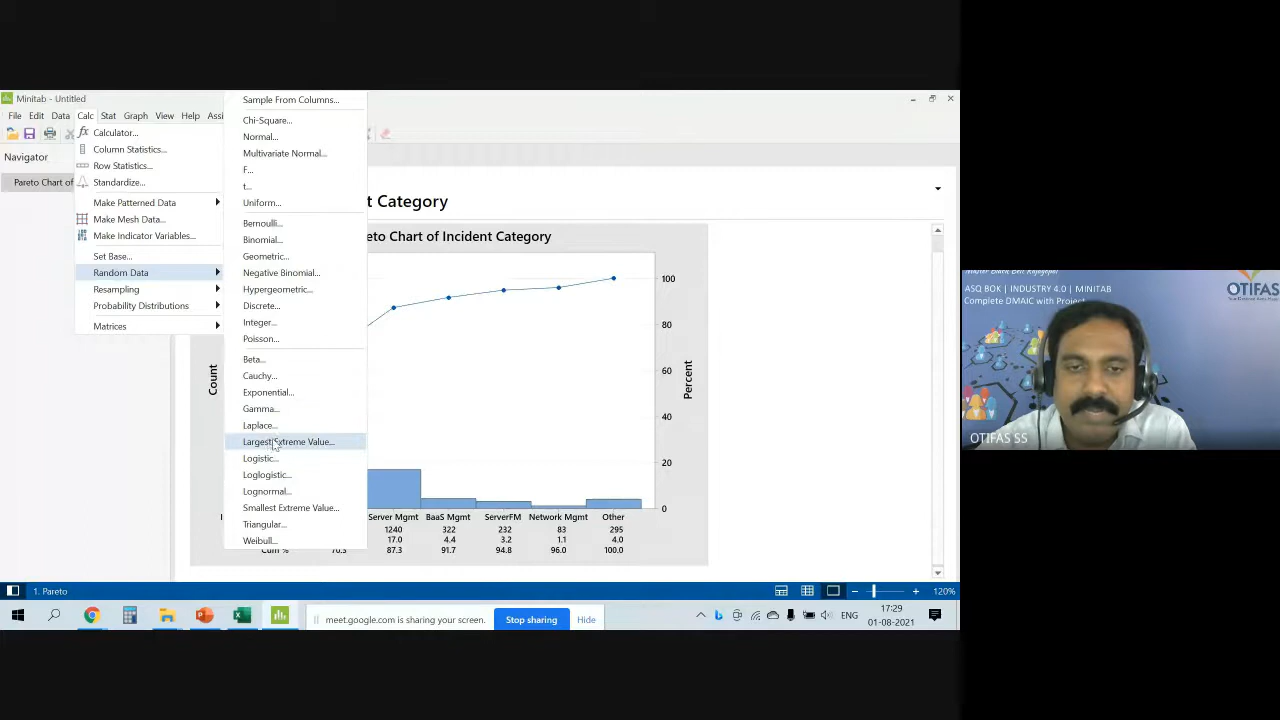 Minitab - Untitled
File Edit Data Calc Stat Graph View Help Assi
Navigator
Pareto Chart of
Calculator...
Column Statistics...
Row Statistics...
Standardize...
Make Patterned Data
Make Mesh Data...
Make Indicator Variables...
Set Base...
Random Data
Resampling
Probability Distributions
Matrices
Sample From Columns...
Chi-Square...
Normal...
Multivariate Normal...
F...
t...
Uniform...
Bernoulli...
Binomial...
Geometric...
Negative Binomial...
Hypergeometric...
Discrete...
Integer...
Poisson...
Beta...
Cauchy...
Exponential...
Gamma...
Laplace...
Largest Extreme Value...
Logistic...
Loglogistic...
Lognormal...
Smallest Extreme Value...
Triangular...
Weibull...
t Category
eto Chart of Incident Category
100
80
60
40
20
0
Count
Percent
Server Mgmt BaaS Mgmt ServerFM Network Mgmt Other
1240 322 232 83 295
17.0 4.4 3.2 1.1 4.0
Cum % 70.3 87.3 91.7 94.8 96.0 100.0
1. Pareto
120%
meet.google.com is sharing your screen.
Stop sharing
Hide
ENG
17:29
01-08-2021
ASQ BOK | INDUSTRY 4.0 | MINITAB
Complete DMAIC with Project
OTIFAS
OTIFAS SS